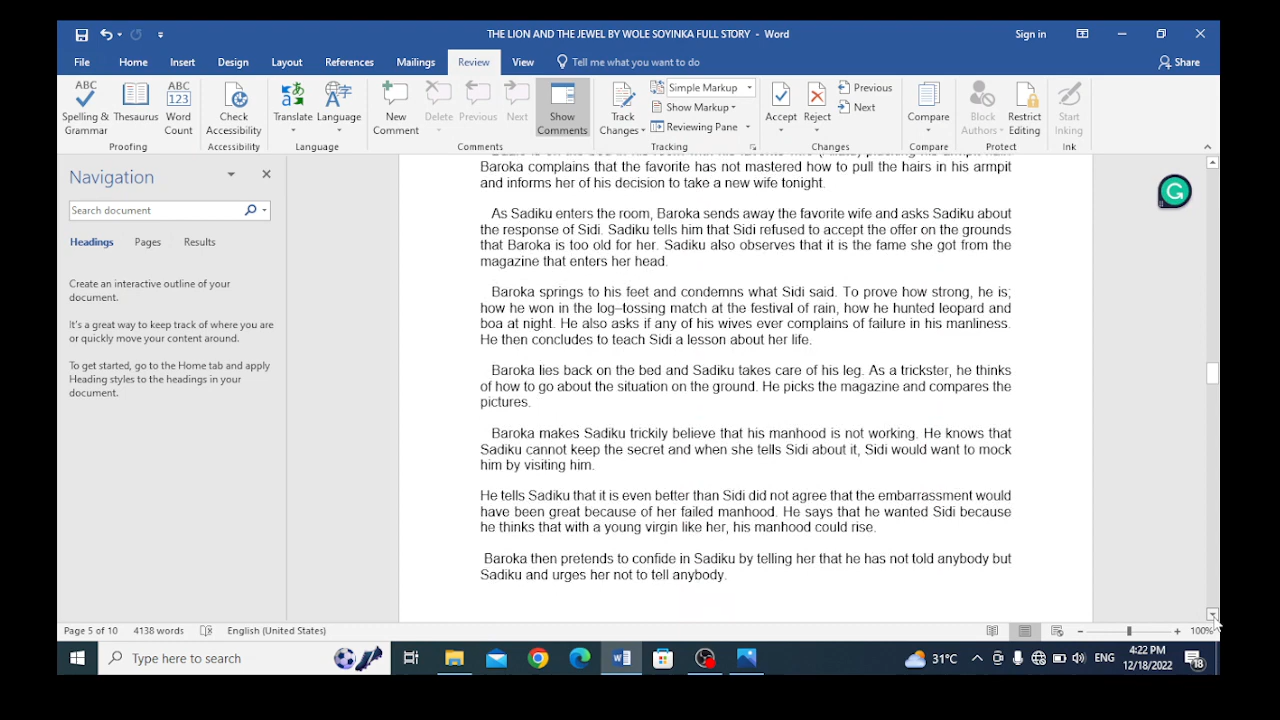 THE LION AND THE JEWEL BY WOLE SOYINKA FULL STORY - Word
Sign in
File Home Insert Design Layout References Mailings Review View Tell me what you want to do Share
ABC Spelling & Grammar
Thesaurus
ABC 123 Word Count
Check Accessibility
Translate
Language
New Comment
Delete
Previous
Next
Show Comments
Track Changes
Simple Markup
Show Markup
Reviewing Pane
Accept
Reject
Previous
Next
Compare
Block Authors
Restrict Editing
Start Inking
Proofing Accessibility Language Comments Tracking Changes Compare Protect Ink
Navigation
Search document
Headings Pages Results
Create an interactive outline of your
document.
It's a great way to keep track of where you are
or quickly move your content around.
To get started, go to the Home tab and apply
Heading styles to the headings in your
document.
Baroka complains that the favorite has not mastered how to pull the hairs in his armpit
and informs her of his decision to take a new wife tonight.
As Sadiku enters the room, Baroka sends away the favorite wife and asks Sadiku about
the response of Sidi. Sadiku tells him that Sidi refused to accept the offer on the grounds
that Baroka is too old for her. Sadiku also observes that it is the fame she got from the
magazine that enters her head.
Baroka springs to his feet and condemns what Sidi said. To prove how strong, he is;
how he won in the log–tossing match at the festival of rain, how he hunted leopard and
boa at night. He also asks if any of his wives ever complains of failure in his manliness.
He then concludes to teach Sidi a lesson about her life.
Baroka lies back on the bed and Sadiku takes care of his leg. As a trickster, he thinks
of how to go about the situation on the ground. He picks the magazine and compares the
pictures.
Baroka makes Sadiku trickily believe that his manhood is not working. He knows that
Sadiku cannot keep the secret and when she tells Sidi about it, Sidi would want to mock
him by visiting him.
He tells Sadiku that it is even better than Sidi did not agree that the embarrassment would
have been great because of her failed manhood. He says that he wanted Sidi because
he thinks that with a young virgin like her, his manhood could rise.
Baroka then pretends to confide in Sadiku by telling her that he has not told anybody but
Sadiku and urges her not to tell anybody.
Page 5 of 10 4138 words English (United States) 100%
Type here to search
31°C ENG
4:22 PM
12/18/2022
18